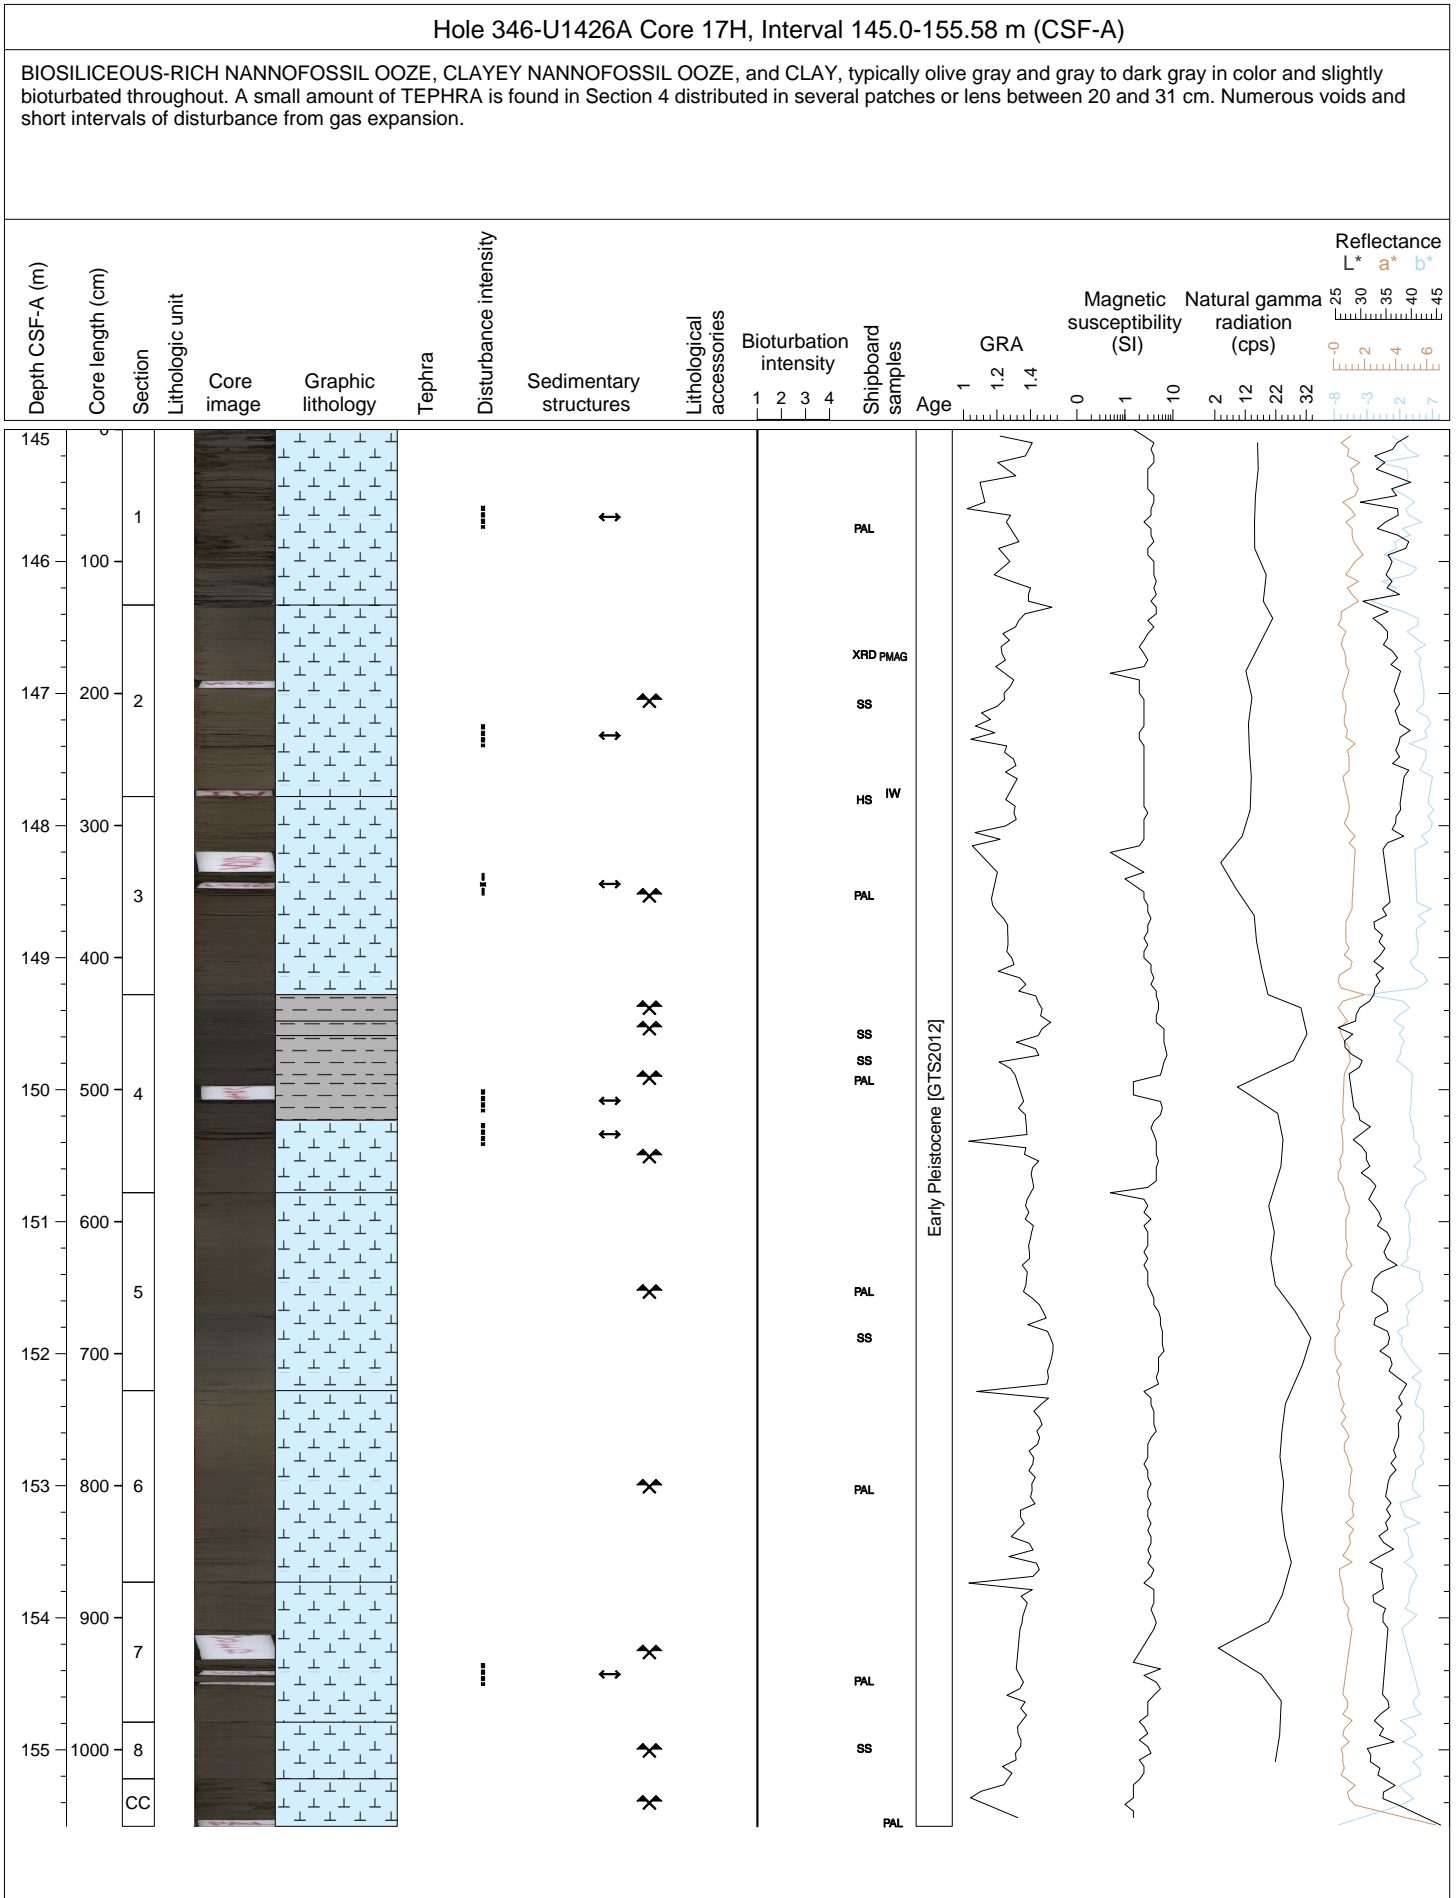 Hole 346-U1426A Core 17H, Interval 145.0-155.58 m (CSF-A)
BIOSILICEOUS-RICH NANNOFOSSIL OOZE, CLAYEY NANNOFOSSIL OOZE, and CLAY, typically olive gray and gray to dark gray in color and slightly
bioturbated throughout. A small amount of TEPHRA is found in Section 4 distributed in several patches or lens between 20 and 31 cm. Numerous voids and
short intervals of disturbance from gas expansion.
Depth CSF-A (m)
Core length (cm)
Section
Lithologic unit
Core
image
Graphic
lithology
Tephra
Disturbance intensity
Sedimentary
structures
Lithological
accessories
Bioturbation
intensity
1 2 3 4
Shipboard
samples
Age
GRA
1 1.2 1.4
Magnetic
susceptibility
(SI)
0 1 10
Natural gamma
radiation
(cps)
2 12 22 32
Reflectance
L* a* b*
25 30 35 40 45
-0 2 4 6
-8 -3 2 7
145 0
1 PAL
146 100
XRD PMAG
147 200 2 SS
HS IW
148 300
3 PAL
149 400
SS
SS
PAL
150 500 4
Early Pleistocene [GTS2012]
151 600
5 PAL
SS
152 700
153 800 6 PAL
154 900
7
PAL
155 1000 8 SS
CC
PAL